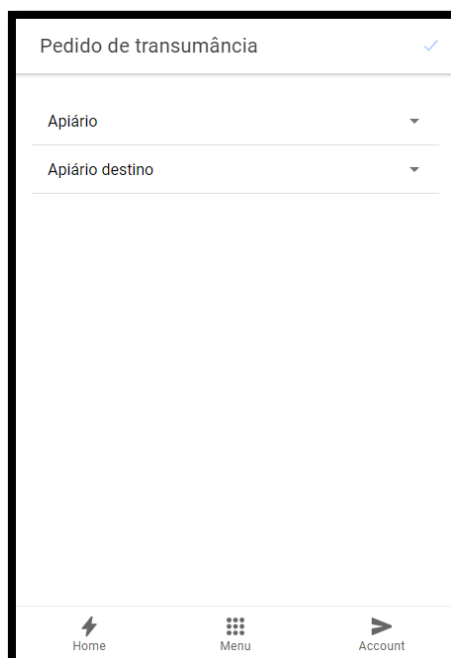 Pedido de transumância
Apiário
Apiário destino
Home Menu Account